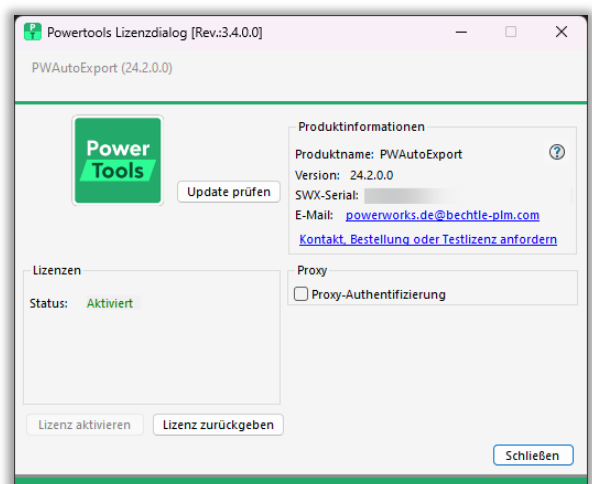 Powertools Lizenzdialog [Rev.:3.4.0.0]
PWAutoExport (24.2.0.0)
Power
Tools
Update prüfen
Produktinformationen
Produktname: PWAutoExport
Version: 24.2.0.0
SWX-Serial:
E-Mail: powerworks.de@bechtle-plm.com
Kontakt, Bestellung oder Testlizenz anfordern
Lizenzen
Status: Aktiviert
Proxy
Proxy-Authentifizierung
Lizenz aktivieren
Lizenz zurückgeben
Schließen